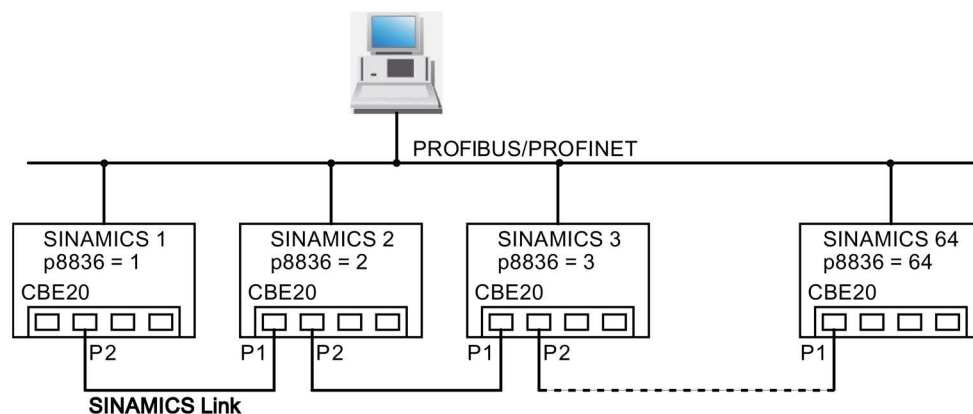 PROFIBUS/PROFINET
SINAMICS 1
p8836 = 1
CBE20
P2
SINAMICS 2
p8836 = 2
CBE20
P1 P2
SINAMICS 3
p8836 = 3
CBE20
P1 P2
SINAMICS 64
p8836 = 64
CBE20
P1
SINAMICS Link